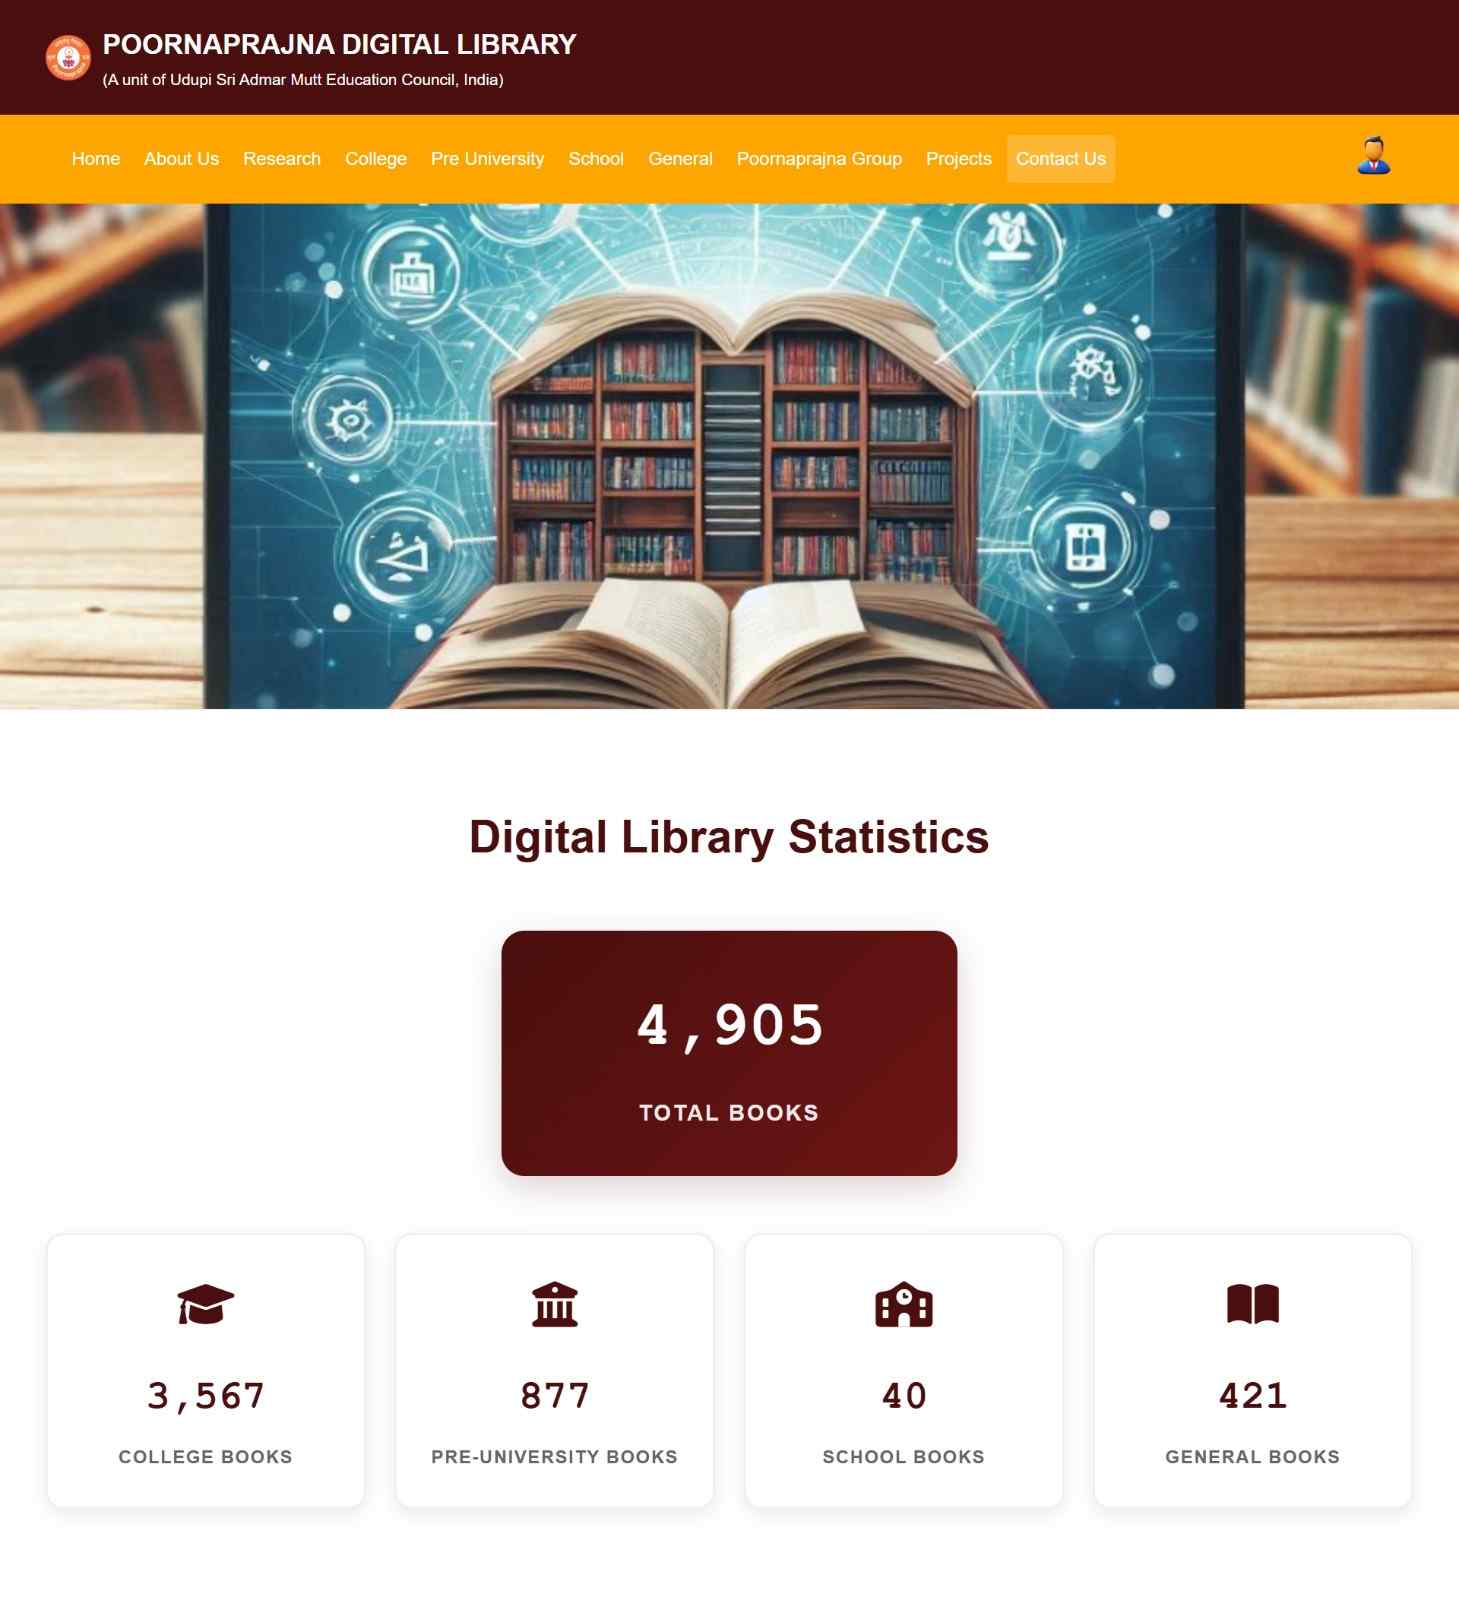 POORNAPRAJNA DIGITAL LIBRARY
(A unit of Udupi Sri Admar Mutt Education Council, India)
Home About Us Research College Pre University School General Poornaprajna Group Projects Contact Us
Digital Library Statistics
4,905
TOTAL BOOKS
3,567 877 40 421
COLLEGE BOOKS PRE-UNIVERSITY BOOKS SCHOOL BOOKS GENERAL BOOKS